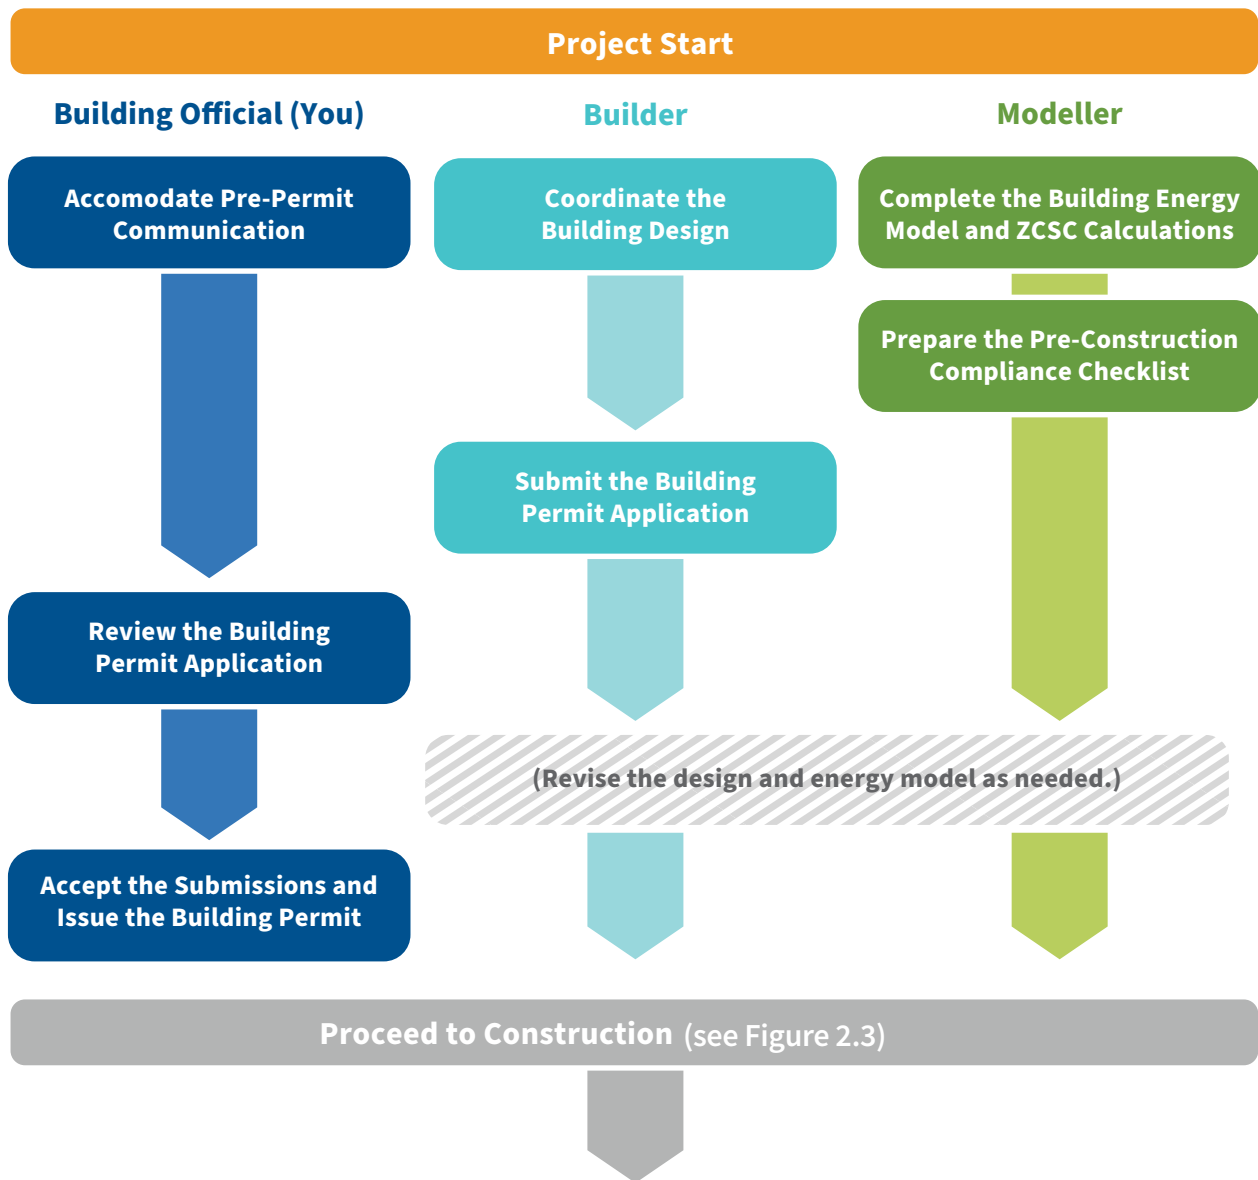 Project Start
Building Official (You)
Builder
Modeller
Accomodate Pre-Permit
Communication
Coordinate the
Building Design
Complete the Building Energy
Model and ZCSC Calculations
Prepare the Pre-Construction
Compliance Checklist
Submit the Building
Permit Application
Review the Building
Permit Application
(Revise the design and energy model as needed.)
Accept the Submissions and
Issue the Building Permit
Proceed to Construction (see Figure 2.3)